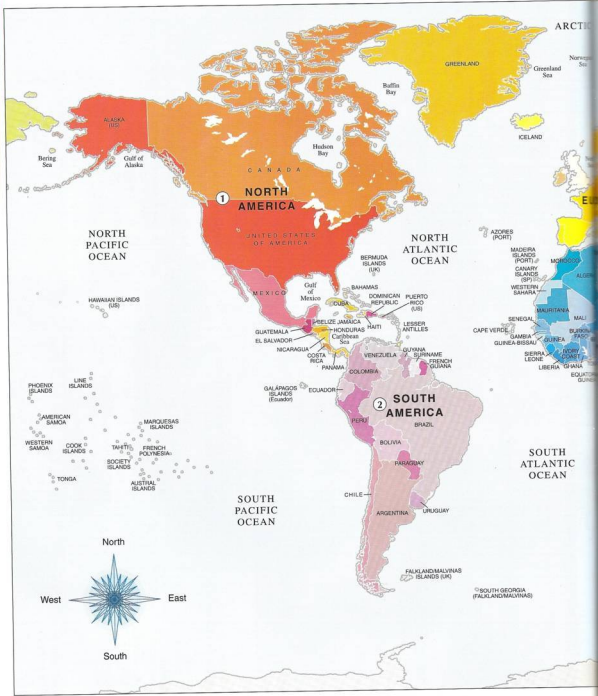 ARCTIC
GREENLAND
Norwegian
Sea
Greenland
Sea
Baffin
Bay
ALASKA
(US)
ICELAND
Bering
Sea
Gulf of
Alaska
Hudson
Bay
CANADA
1
NORTH
AMERICA
NORTH
PACIFIC
OCEAN
UNITED STATES
OF AMERICA
NORTH
ATLANTIC
OCEAN
AZORES
(PORT)
BERMUDA
ISLANDS
(UK)
MADEIRA
ISLANDS
(PORT)
MOROCCO
CANARY
ISLANDS
(SP)
WESTERN
SAHARA
MEXICO
Gulf
of
Mexico
BAHAMAS
HAWAIIAN ISLANDS
(US)
CUBA
DOMINICAN
REPUBLIC
PUERTO
RICO
(US)
MAURITANIA
MALI
BELIZE
JAMAICA
HAITI
LESSER
ANTILLES
SENEGAL
CAPE VERDE
GAMBIA
GUINEA-BISSAU
GUINEA
GUATEMALA
HONDURAS
EL SALVADOR
Caribbean
Sea
NICARAGUA
COSTA
RICA
PANAMA
SIERRA
LEONE
IVORY
COAST
LIBERIA
GHANA
VENEZUELA
GUYANA
SURINAME
FRENCH
GUIANA
COLOMBIA
GALÁPAGOS
ISLANDS
(Ecuador)
ECUADOR
PHOENIX
ISLANDS
LINE
ISLANDS
2
SOUTH
AMERICA
PERU
BRAZIL
AMERICAN
SAMOA
MARQUESAS
ISLANDS
WESTERN
SAMOA
COOK
ISLANDS
TAHITI
FRENCH
POLYNESIA
SOCIETY
ISLANDS
BOLIVIA
SOUTH
ATLANTIC
OCEAN
TONGA
AUSTRAL
ISLANDS
PARAGUAY
SOUTH
PACIFIC
OCEAN
CHILE
ARGENTINA
URUGUAY
North
West
East
South
FALKLAND/MALVINAS
ISLANDS (UK)
SOUTH GEORGIA
(FALKLAND/MALVINAS)